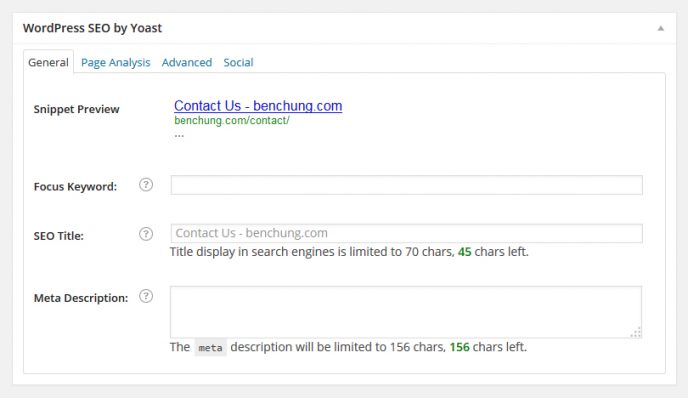 WordPress SEO by Yoast
General Page Analysis Advanced Social
Snippet Preview
Contact Us - benchung.com
benchung.com/contact/
...
Focus Keyword: ?
SEO Title: ? Contact Us - benchung.com
Title display in search engines is limited to 70 chars, 45 chars left.
Meta Description: ?
The meta description will be limited to 156 chars, 156 chars left.